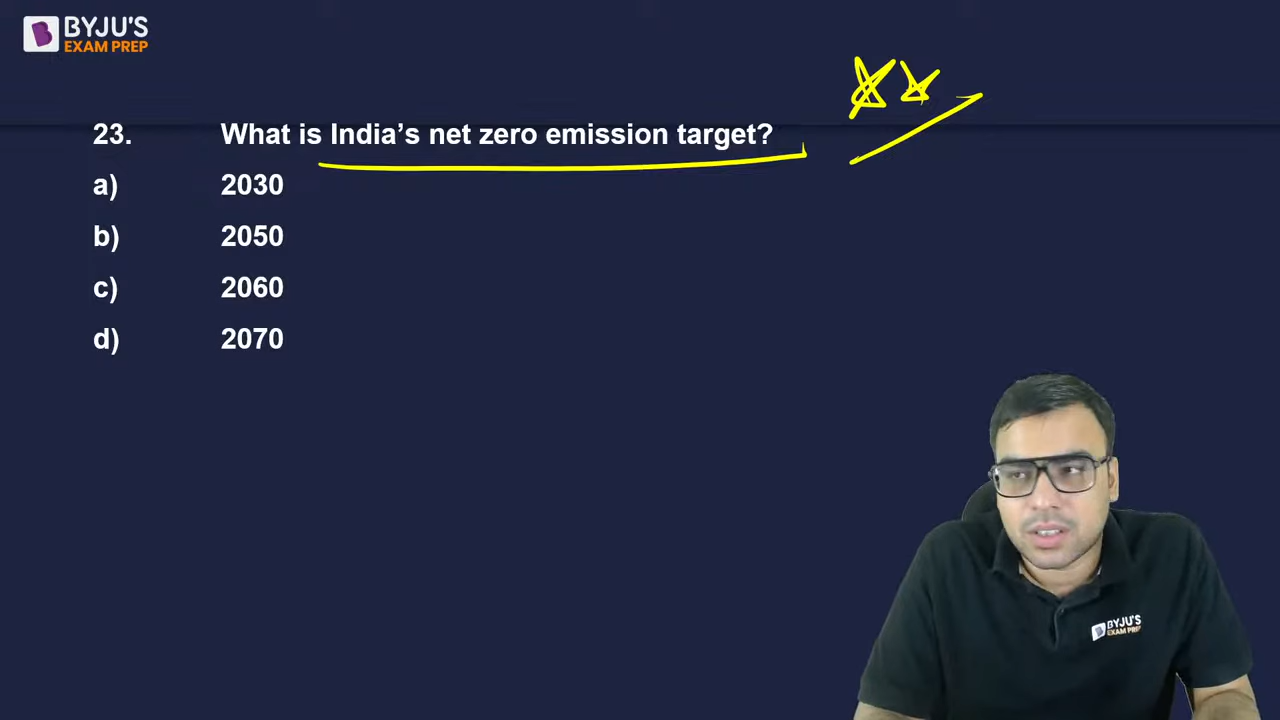 BYJU'S
EXAM PREP
23. What is India's net zero emission target?
a) 2030
b) 2050
c) 2060
d) 2070
BYJU'S
EXAM PREP